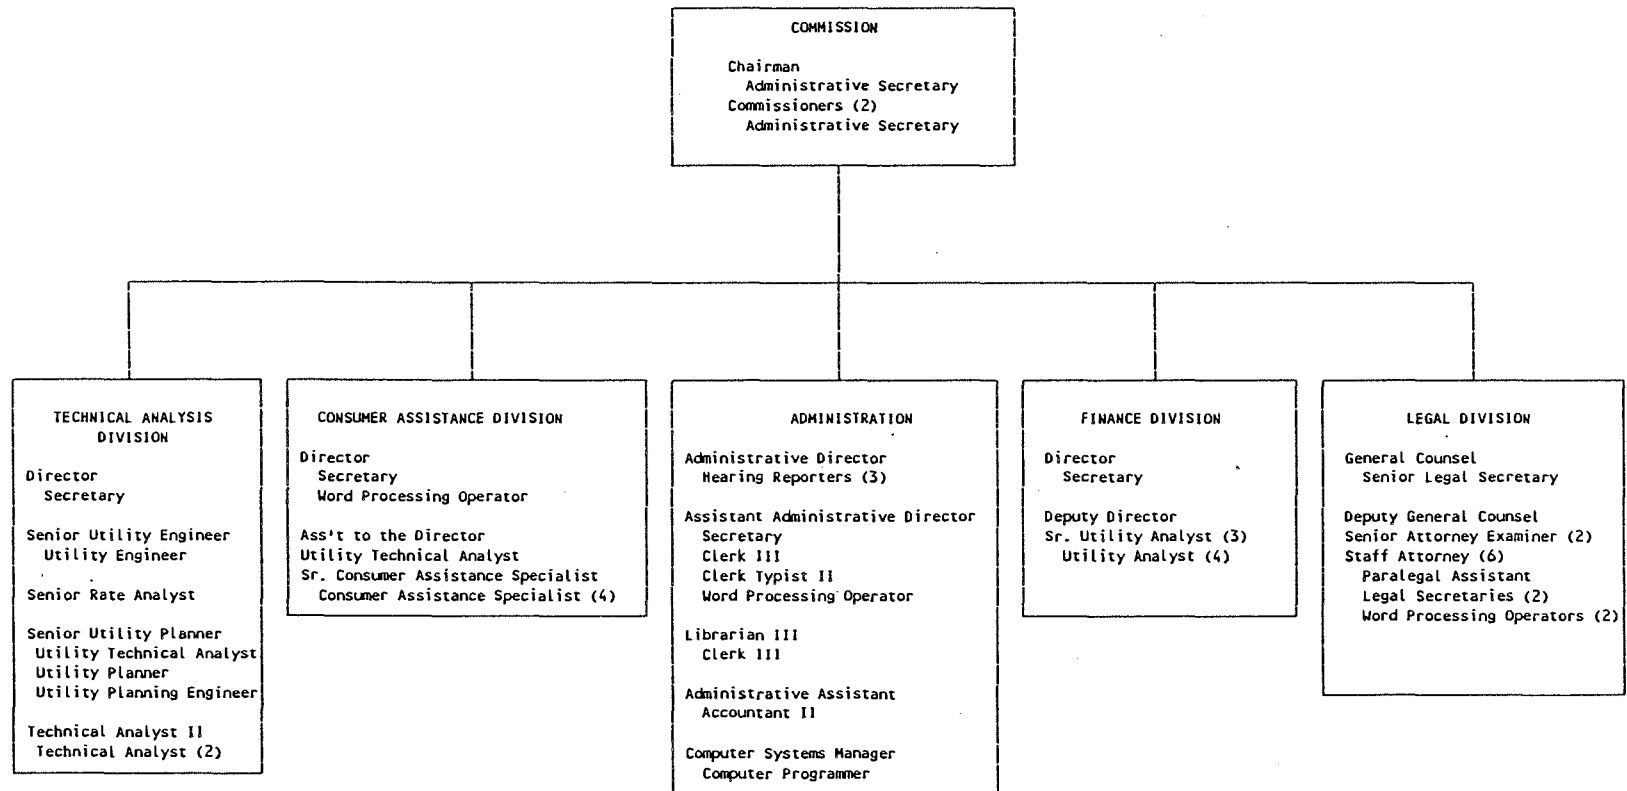 COMMISSION
Chairman
Administrative Secretary
Commissioners (2)
Administrative Secretary
TECHNICAL ANALYSIS
DIVISION
Director
Secretary
Senior Utility Engineer
Utility Engineer
Senior Rate Analyst
Senior Utility Planner
Utility Technical Analyst
Utility Planner
Utility Planning Engineer
Technical Analyst II
Technical Analyst (2)
CONSUMER ASSISTANCE DIVISION
Director
Secretary
Word Processing Operator
Ass't to the Director
Utility Technical Analyst
Sr. Consumer Assistance Specialist
Consumer Assistance Specialist (4)
ADMINISTRATION
Administrative Director
Hearing Reporters (3)
Assistant Administrative Director
Secretary
Clerk III
Clerk Typist II
Word Processing Operator
Librarian III
Clerk III
Administrative Assistant
Accountant II
Computer Systems Manager
Computer Programmer
FINANCE DIVISION
Director
Secretary
Deputy Director
Sr. Utility Analyst (3)
Utility Analyst (4)
LEGAL DIVISION
General Counsel
Senior Legal Secretary
Deputy General Counsel
Senior Attorney Examiner (2)
Staff Attorney (6)
Paralegal Assistant
Legal Secretaries (2)
Word Processing Operators (2)